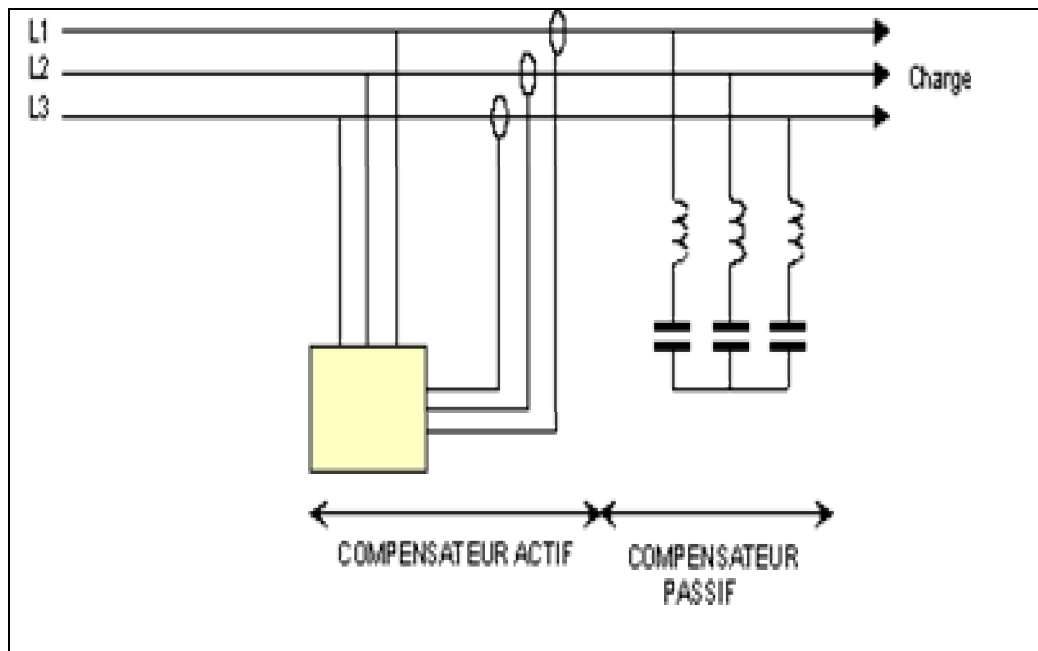 L1
L2
L3
Charge
COMPENSATEUR ACTIF
COMPENSATEUR
PASSIF